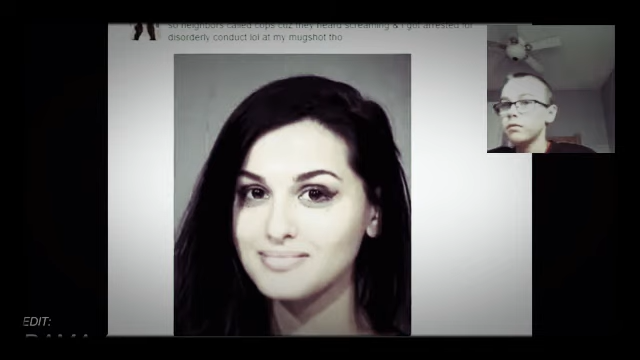 so neighbors called cops cuz they heard screaming & i got arrested for
disorderly conduct lol at my mugshot tho
EDIT: